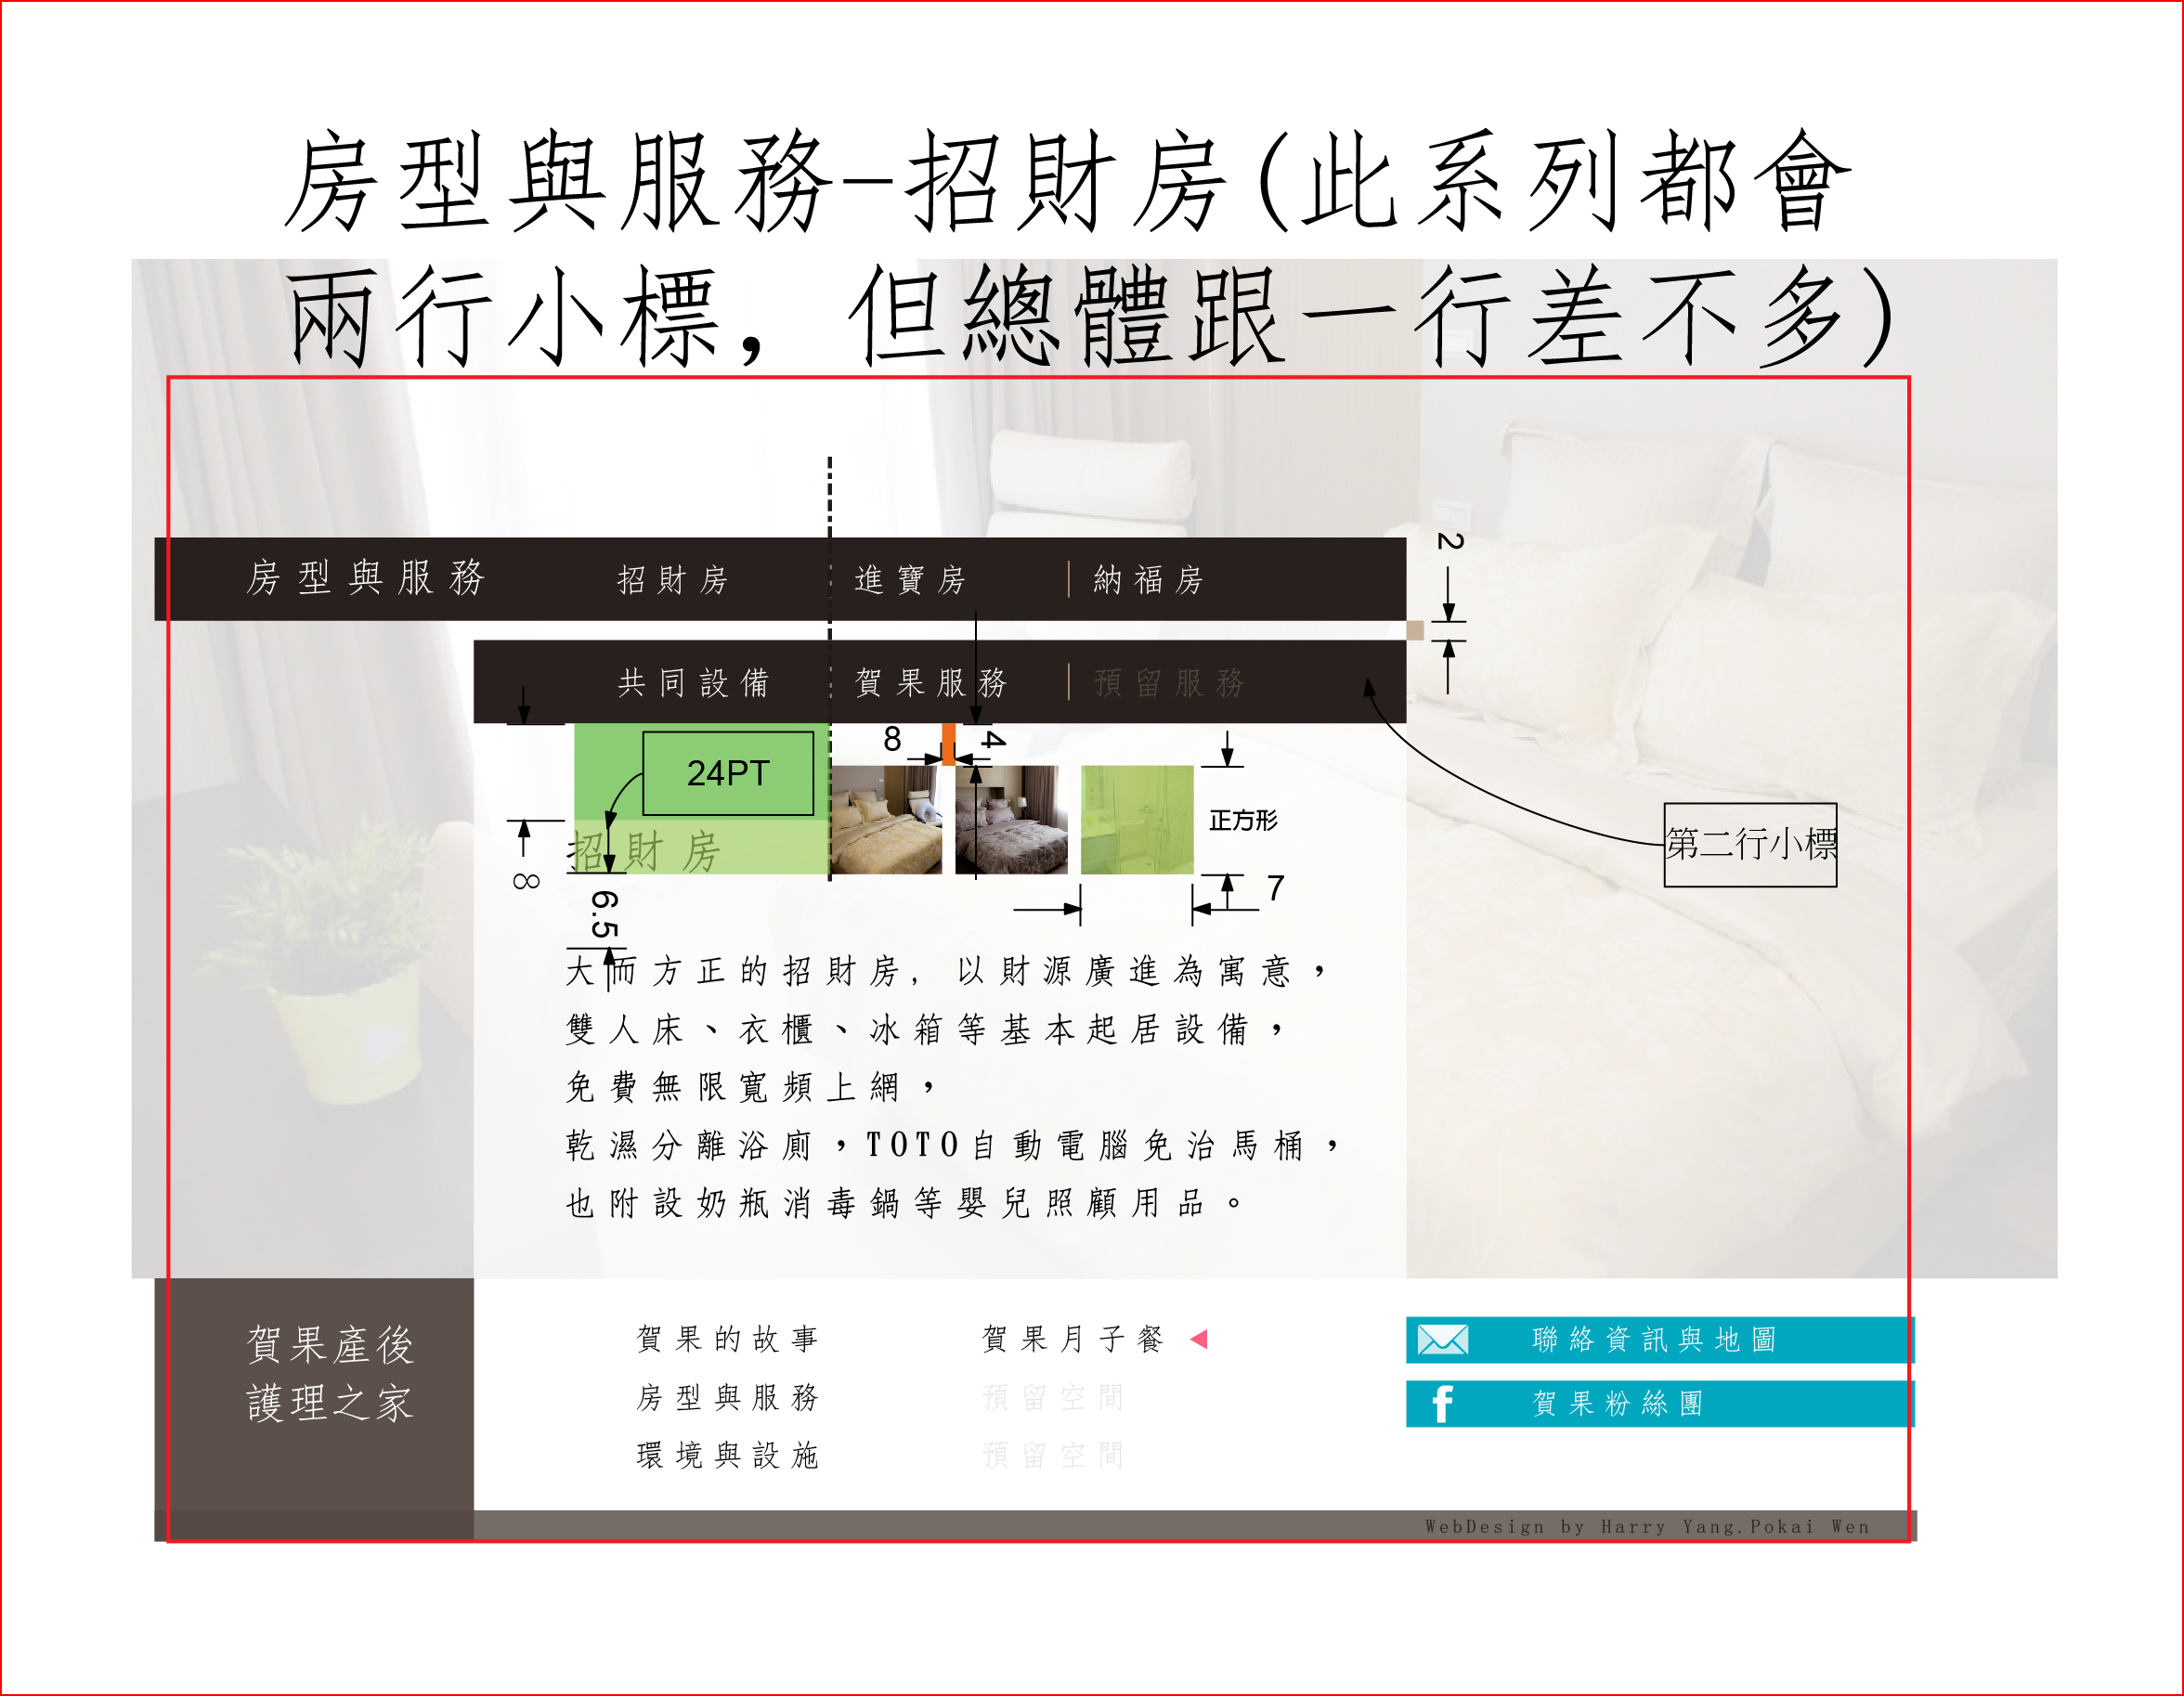 房型與服務-招財房(此系列都會
兩行小標，但總體跟一行差不多)
房型與服務 招財房 進寶房 納福房
2
共同設備 賀果服務 預留服務
8 4
24PT
正方形
第二行小標
招財房
8
7
6.5
大而方正的招財房，以財源廣進為寓意，
雙人床、衣櫃、冰箱等基本起居設備，
免費無限寬頻上網，
乾濕分離浴廁，TOTO自動電腦免治馬桶，
也附設奶瓶消毒鍋等嬰兒照顧用品。
賀果產後
護理之家
賀果的故事 賀果月子餐
房型與服務 預留空間
環境與設施 預留空間
聯絡資訊與地圖
賀果粉絲團
WebDesign by Harry Yang.Pokai Wen